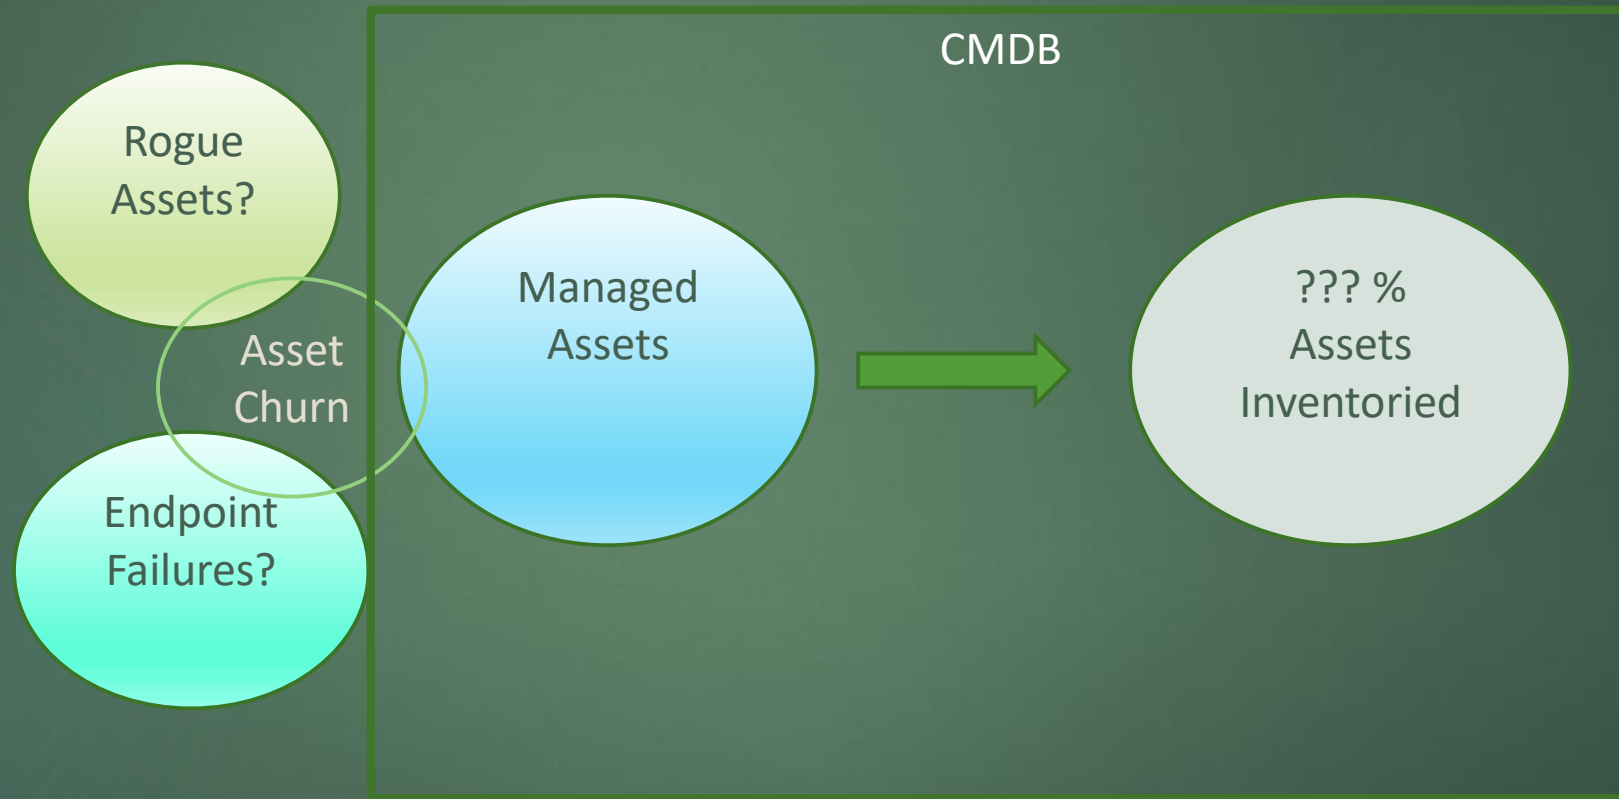 CMDB
Rogue
Assets?
Asset
Churn
Endpoint
Failures?
Managed
Assets
??? %
Assets
Inventoried